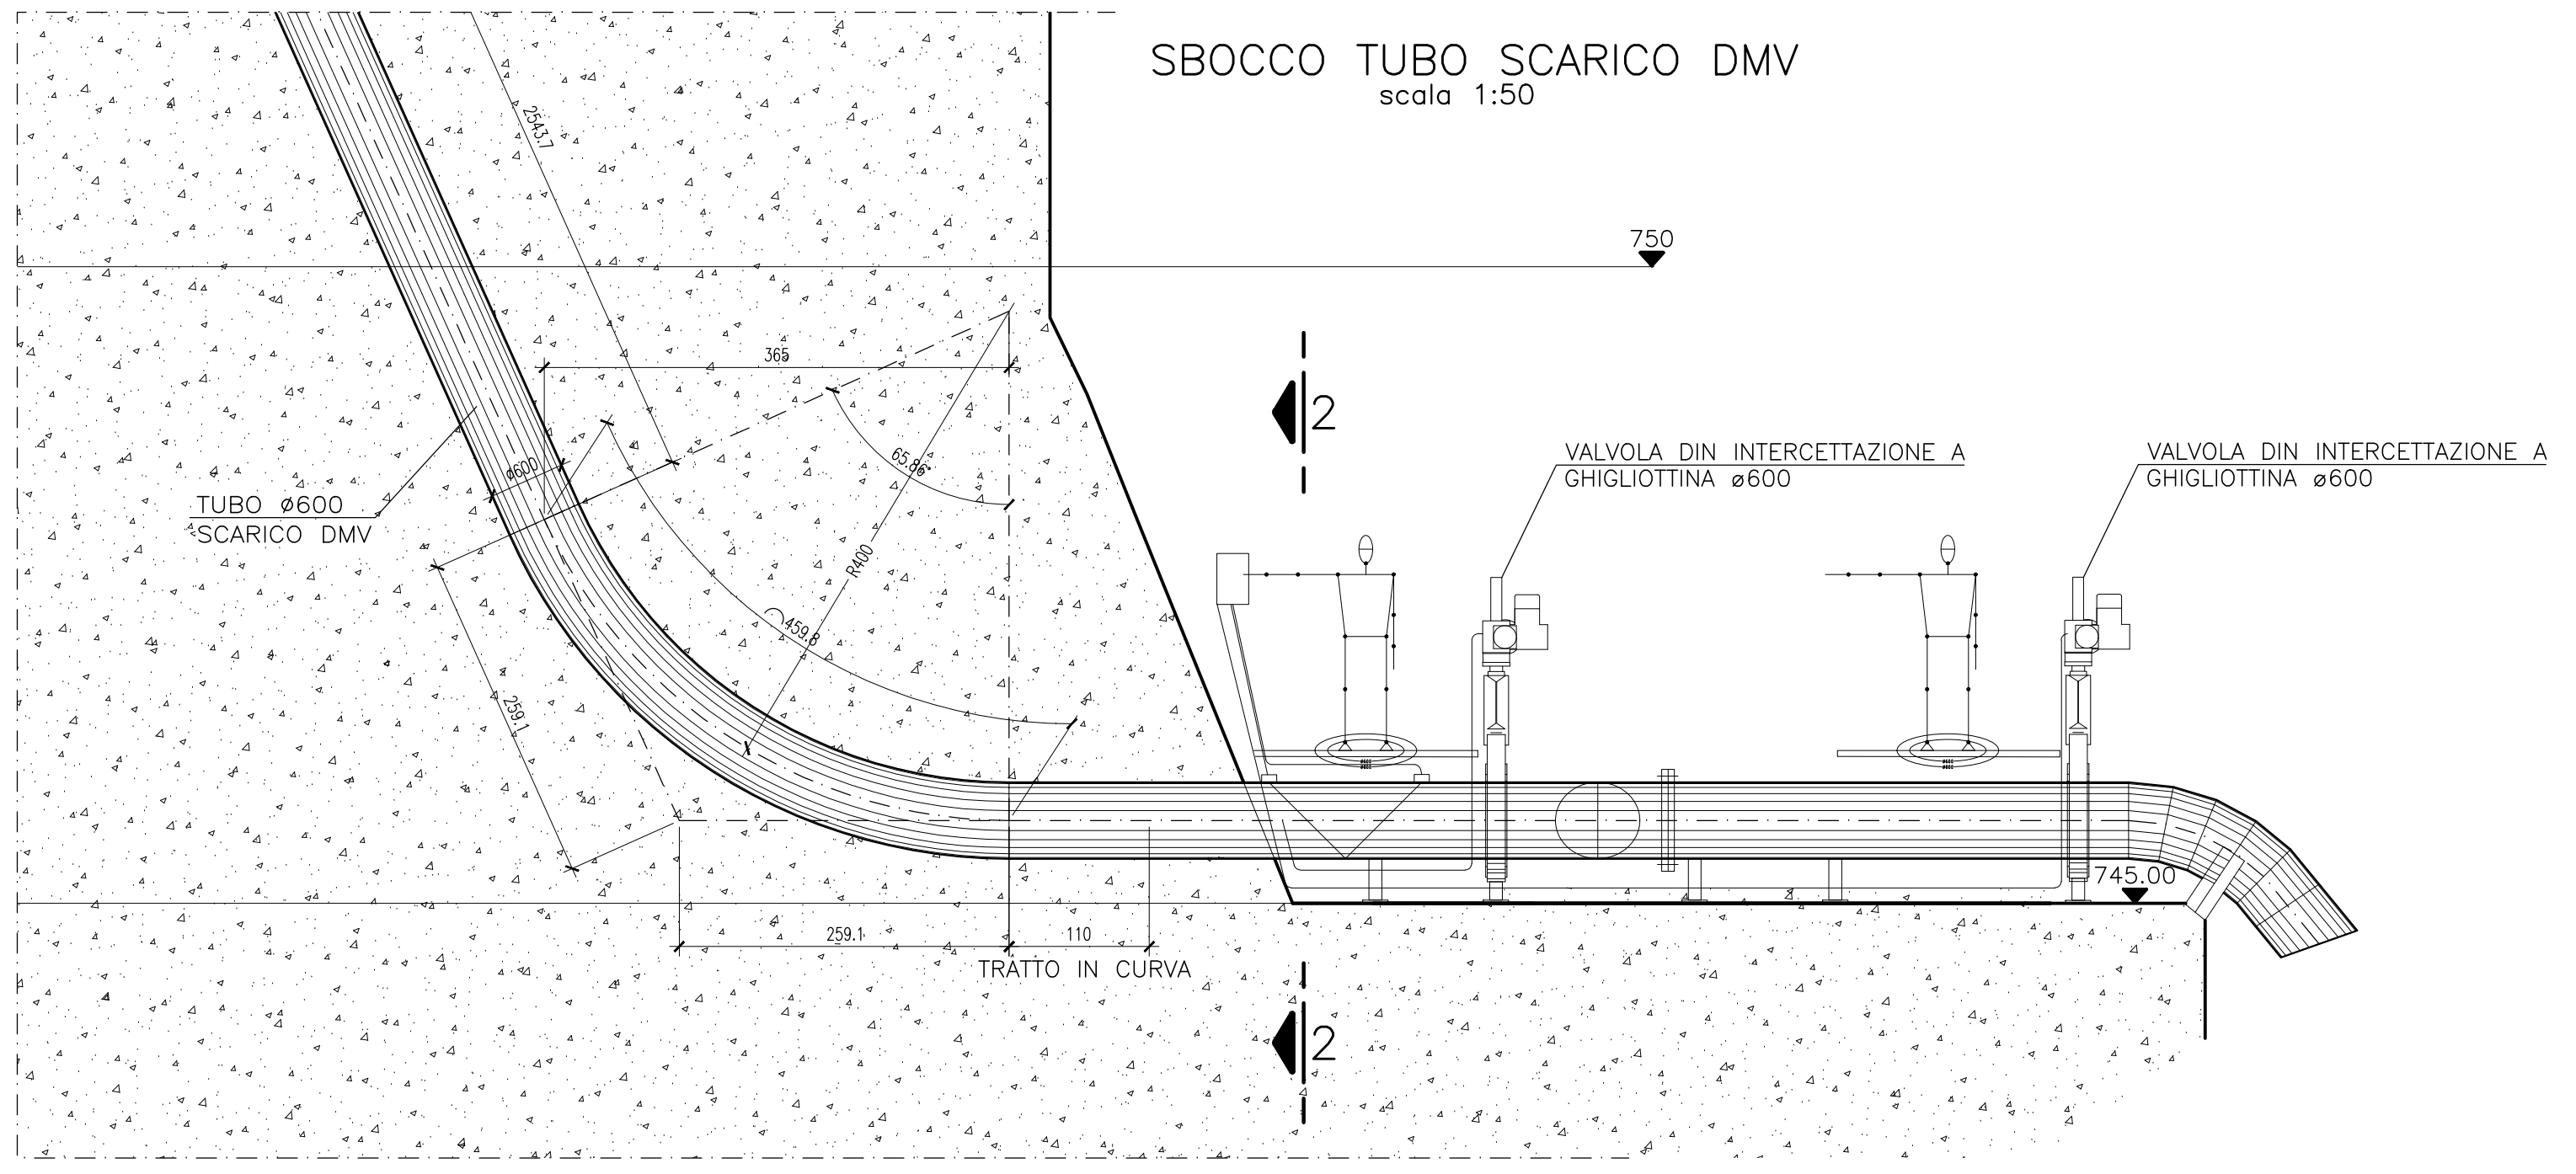 SBOCCO TUBO SCARICO DMV
scala 1:50
2543.7
750
365
2
65.86°
VALVOLA DIN INTERCETTAZIONE A
GHIGLIOTTINA ø600
VALVOLA DIN INTERCETTAZIONE A
GHIGLIOTTINA ø600
ø600
TUBO ø600
SCARICO DMV
R400
459.8
259.1
745.00
259.1
110
TRATTO IN CURVA
2